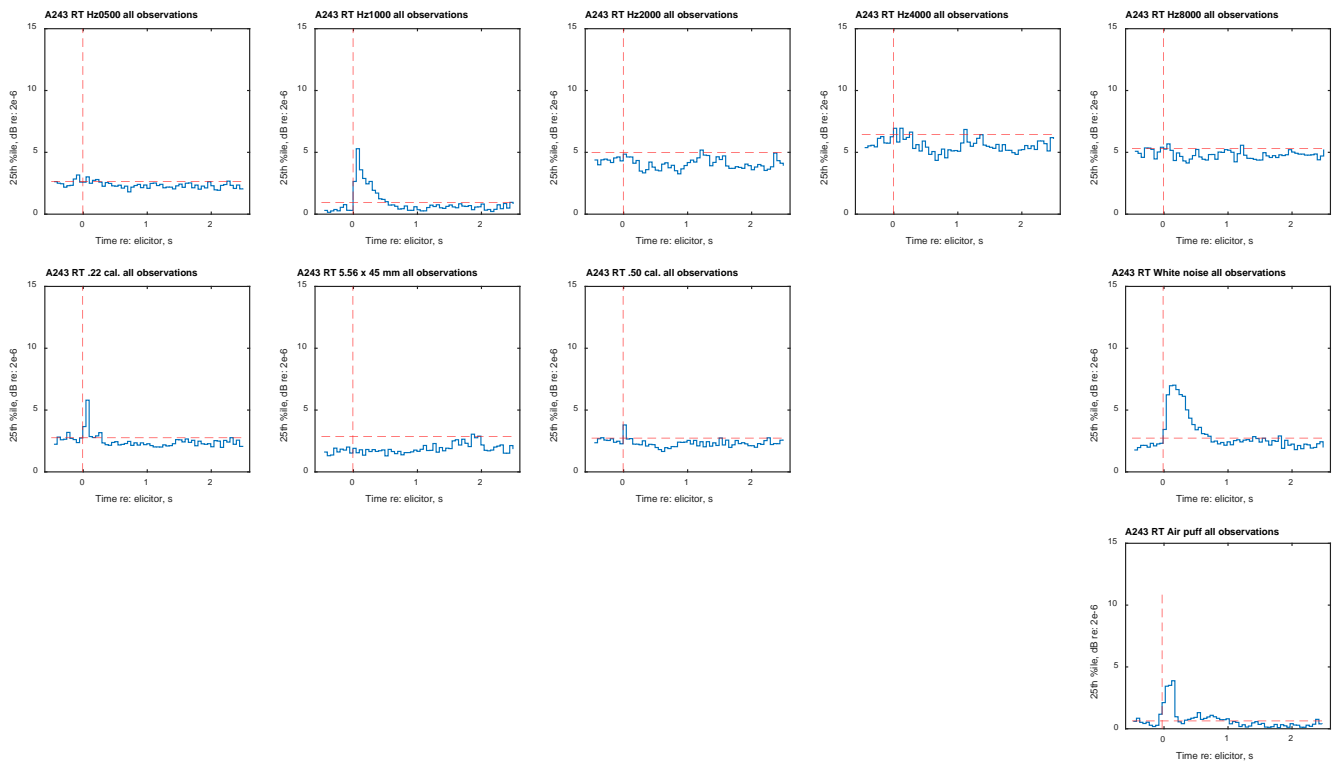 A243 RT Hz0500 all observations
15
10
5
0
25th %ile, dB re: 2e-6
0 1 2
Time re: elicitor, s
A243 RT Hz1000 all observations
15
10
5
0
25th %ile, dB re: 2e-6
0 1 2
Time re: elicitor, s
A243 RT Hz2000 all observations
15
10
5
0
25th %ile, dB re: 2e-6
0 1 2
Time re: elicitor, s
A243 RT Hz4000 all observations
15
10
5
0
25th %ile, dB re: 2e-6
0 1 2
Time re: elicitor, s
A243 RT Hz8000 all observations
15
10
5
0
25th %ile, dB re: 2e-6
0 1 2
Time re: elicitor, s
A243 RT .22 cal. all observations
15
10
5
0
25th %ile, dB re: 2e-6
0 1 2
Time re: elicitor, s
A243 RT 5.56 x 45 mm all observations
15
10
5
0
25th %ile, dB re: 2e-6
0 1 2
Time re: elicitor, s
A243 RT .50 cal. all observations
15
10
5
0
25th %ile, dB re: 2e-6
0 1 2
Time re: elicitor, s
A243 RT White noise all observations
15
10
5
0
25th %ile, dB re: 2e-6
0 1 2
Time re: elicitor, s
A243 RT Air puff all observations
15
10
5
0
25th %ile, dB re: 2e-6
0 1 2
Time re: elicitor, s